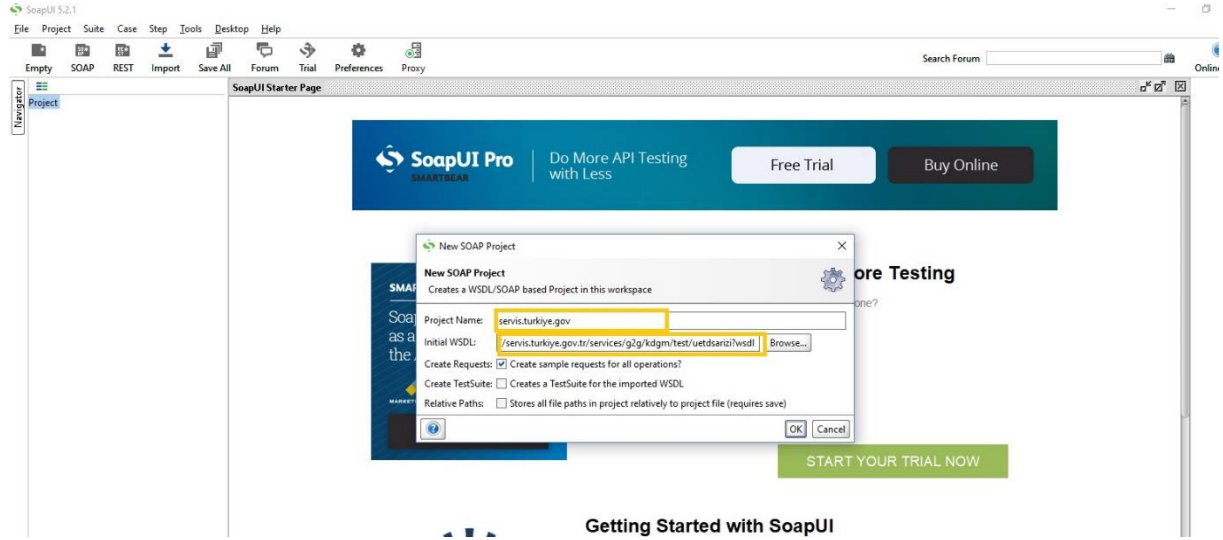 SoapUI 5.2.1
File Project Suite Case Step Tools Desktop Help
Empty SOAP REST Import Save All Forum Trial Preferences Proxy
Search Forum
Online
Navigator
Project
SoapUI Starter Page
SoapUI Pro
SMARTBEAR
Do More API Testing
with Less
Free Trial
Buy Online
New SOAP Project
New SOAP Project
Creates a WSDL/SOAP based Project in this workspace
Project Name: servis.turkiye.gov
Initial WSDL: /servis.turkiye.gov.tr/services/g2g/kdgm/test/uetdsarizi?wsdl Browse...
Create Requests: Create sample requests for all operations?
Create TestSuite: Creates a TestSuite for the imported WSDL
Relative Paths: Stores all file paths in project relatively to project file (requires save)
OK Cancel
ore Testing
one?
SMAR
Soap
as a
the
START YOUR TRIAL NOW
Getting Started with SoapUI